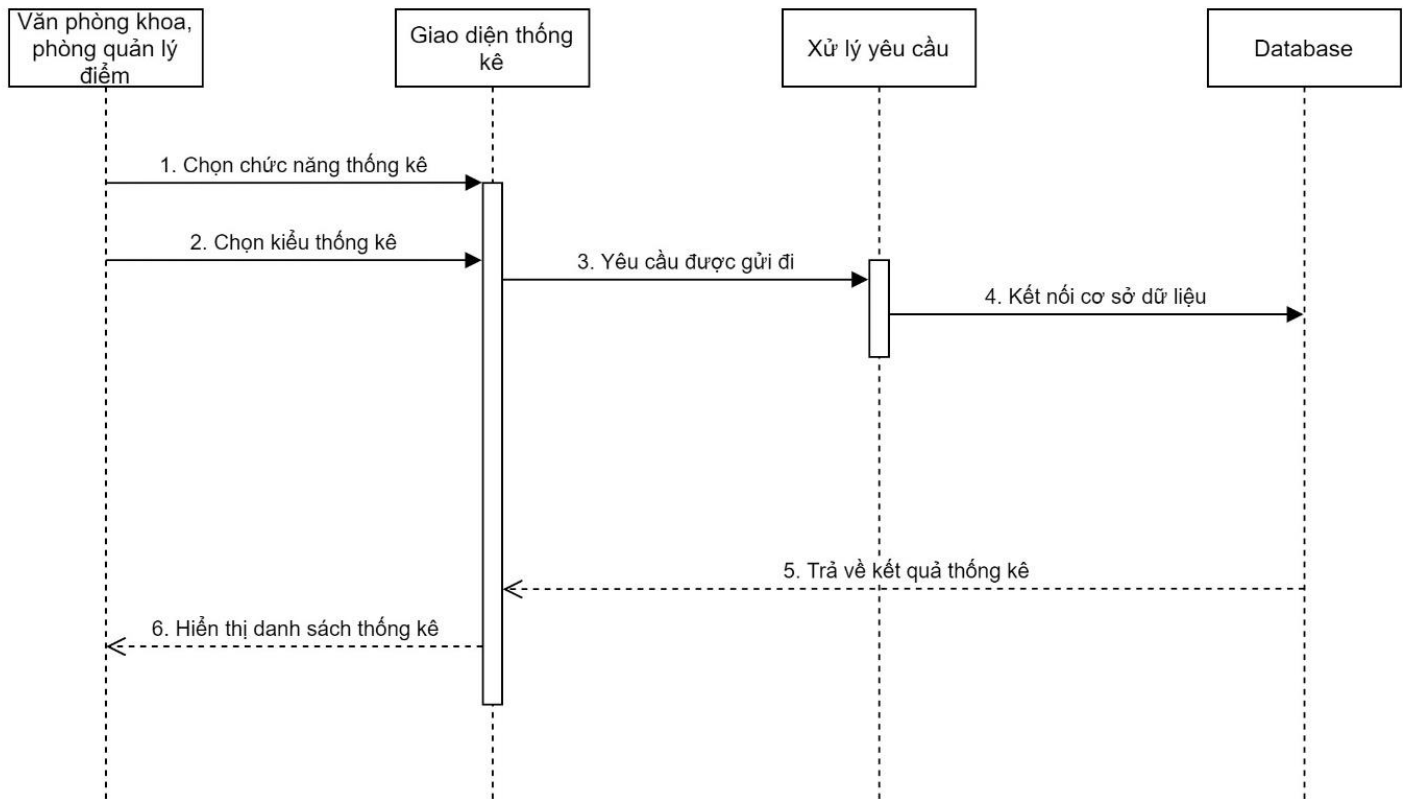 Văn phòng khoa,
phòng quản lý
điểm
Giao diện thống
kê
Xử lý yêu cầu
Database
1. Chọn chức năng thống kê
2. Chọn kiểu thống kê
3. Yêu cầu được gửi đi
4. Kết nối cơ sở dữ liệu
5. Trả về kết quả thống kê
6. Hiển thị danh sách thống kê